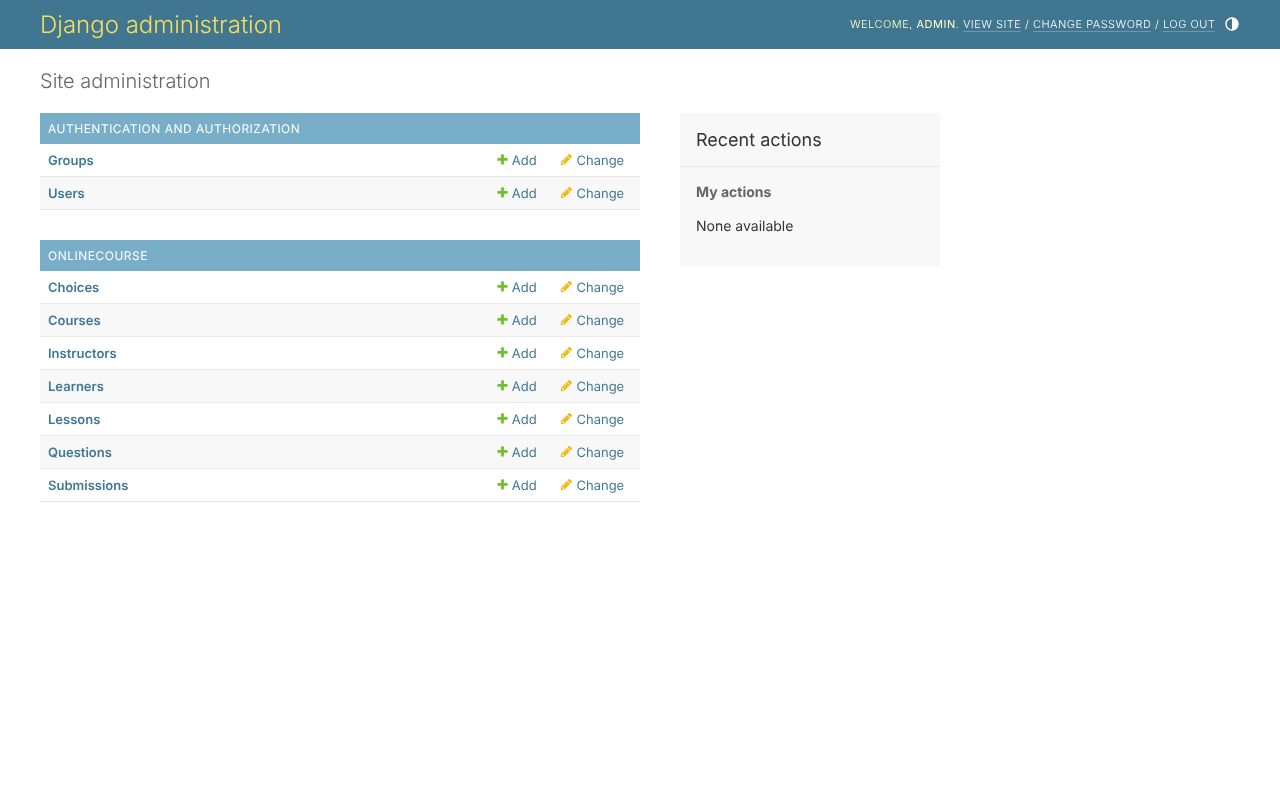 Django administration
WELCOME, ADMIN. VIEW SITE / CHANGE PASSWORD / LOG OUT
Site administration
AUTHENTICATION AND AUTHORIZATION
Groups Add Change
Users Add Change
ONLINECOURSE
Choices Add Change
Courses Add Change
Instructors Add Change
Learners Add Change
Lessons Add Change
Questions Add Change
Submissions Add Change
Recent actions
My actions
None available